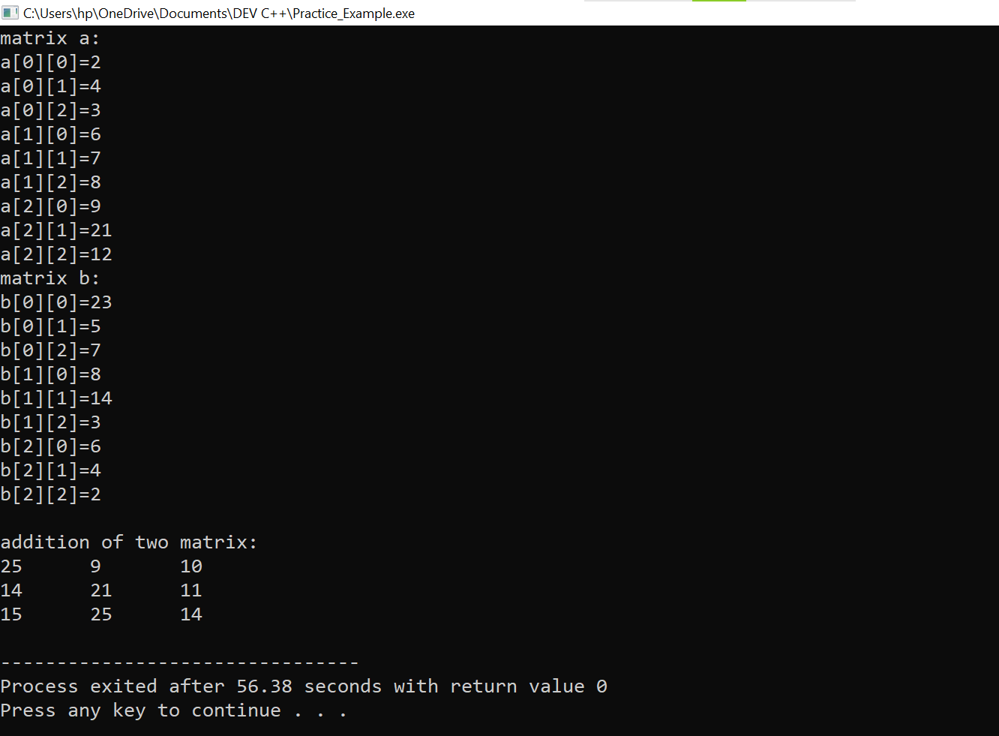 C:\Users\hp\OneDrive\Documents\DEV C++\Practice_Example.exe
matrix a:
a[0][0]=2
a[0][1]=4
a[0][2]=3
a[1][0]=6
a[1][1]=7
a[1][2]=8
a[2][0]=9
a[2][1]=21
a[2][2]=12
matrix b:
b[0][0]=23
b[0][1]=5
b[0][2]=7
b[1][0]=8
b[1][1]=14
b[1][2]=3
b[2][0]=6
b[2][1]=4
b[2][2]=2

addition of two matrix:
25      9       10
14      21      11
15      25      14

--------------------------------
Process exited after 56.38 seconds with return value 0
Press any key to continue . . .